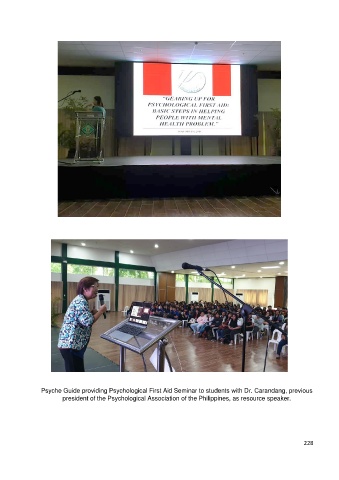 "GEARING UP FOR
PSYCHOLOGICAL FIRST AID:
BASIC STEPS IN HELPING
PEOPLE WITH MENTAL
HEALTH PROBLEM."
Psyche Guide providing Psychological First Aid Seminar to students with Dr. Carandang, previous
president of the Psychological Association of the Philippines, as resource speaker.
228